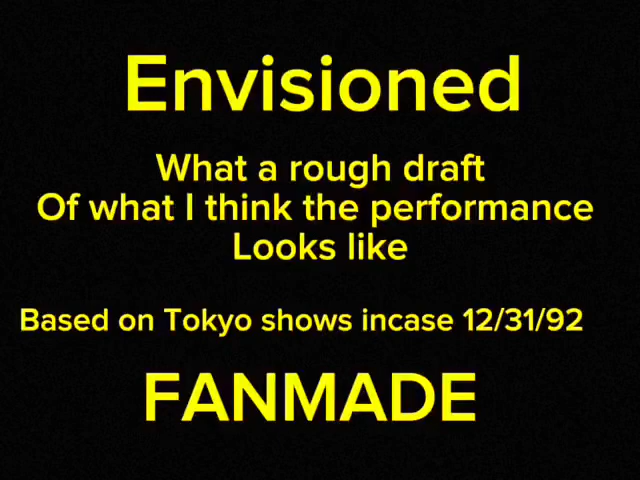 Envisioned
What a rough draft
Of what I think the performance
Looks like
Based on Tokyo shows incase 12/31/92
FANMADE